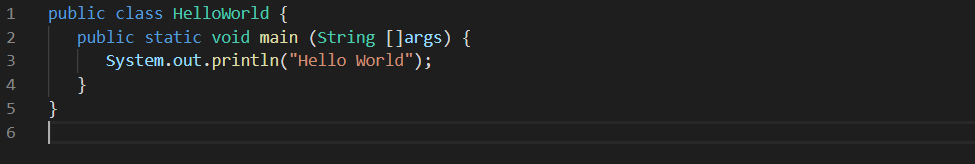 1 public class HelloWorld {
2 public static void main (String []args) {
3 System.out.println("Hello World");
4 }
5 }
6